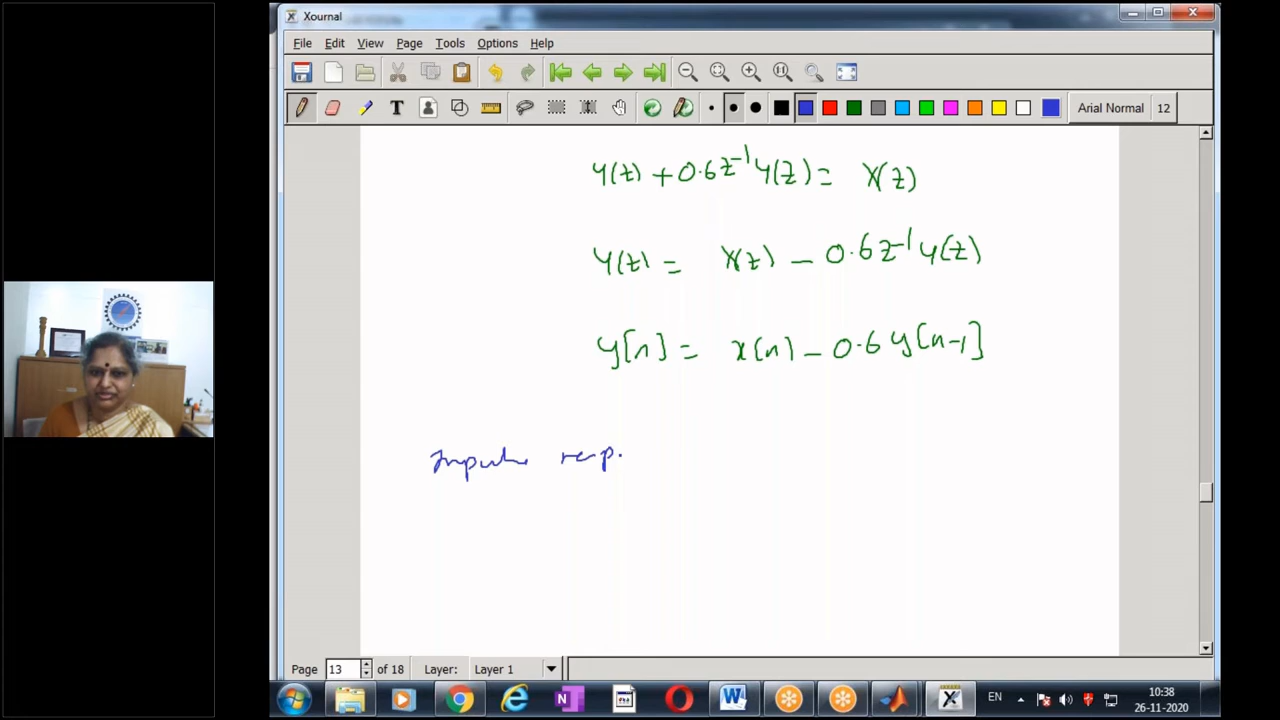 Xournal
File Edit View Page Tools Options Help
Arial Normal 12
Y(z) + 0.6z⁻¹Y(z) = X(z)
Y(z) = X(z) - 0.6z⁻¹Y(z)
y[n] = x[n] - 0.6y[n-1]
Impulse resp.
Page 13 of 18 Layer: Layer 1
EN
10:38
26-11-2020